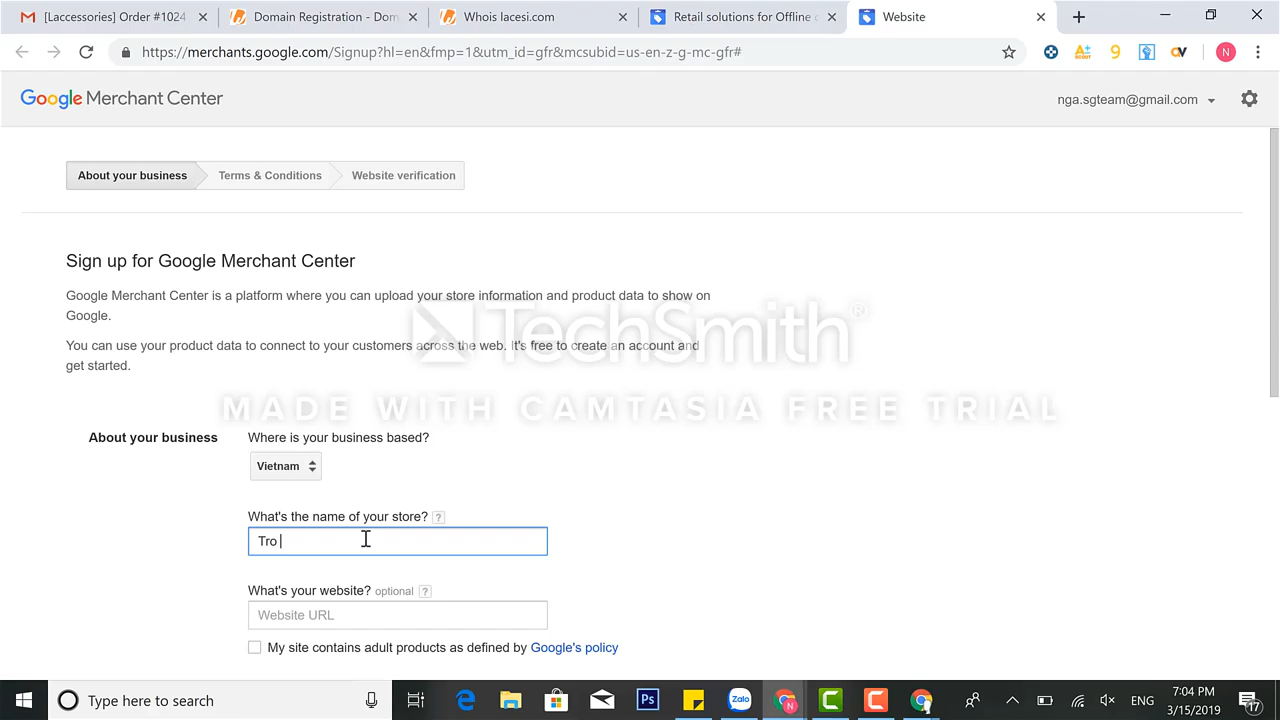 [Laccessories] Order #1024
Domain Registration - Dom
Whois lacesi.com
Retail solutions for Offline
Website
https://merchants.google.com/Signup?hl=en&fmp=1&utm_id=gfr&mcsubid=us-en-z-g-mc-gfr#
A+
SCOUT
9
N
Google Merchant Center
nga.sgteam@gmail.com
About your business
Terms & Conditions
Website verification
Sign up for Google Merchant Center
Google Merchant Center is a platform where you can upload your store information and product data to show on
Google.
You can use your product data to connect to your customers across the web. It's free to create an account and
get started.
TechSmith®
MADE WITH CAMTASIA FREE TRIAL
About your business
Where is your business based?
Vietnam
What's the name of your store? ?
Tro
What's your website? optional ?
Website URL
My site contains adult products as defined by Google's policy
Type here to search
Ps
Zalo
N
C
C
ENG
7:04 PM
3/15/2019
17